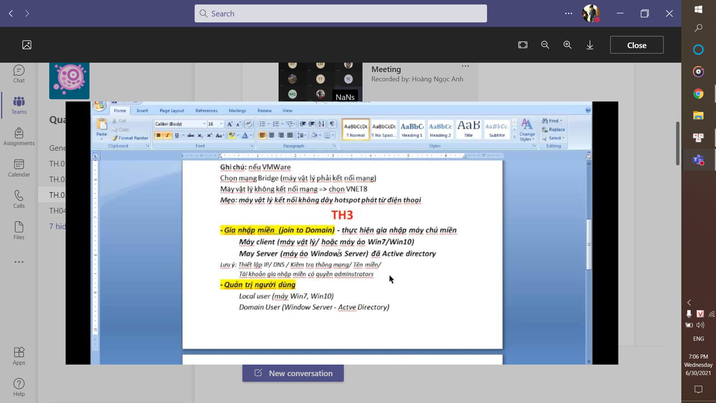 Search
Close
Chat
Teams
Assignments
Calendar
Calls
Files
Apps
Help
Meeting
Recorded by: Hoàng Ngọc Anh
NaNs
Qua
Gene
TH.0
TH.0
TH.0
TH04
7 hid
Home Insert Page Layout References Mailings Review View
Paste
Cut
Copy
Format Painter
Clipboard
Calibri (Body)
Font
Paragraph
AaBbCcDc AaBbCcDc AaBbC AaBbCc AaB AaBbCc
¶ Normal ¶ No Spaci... Heading 1 Heading 2 Title Subtitle
Change Styles
Styles
Find
Replace
Select
Editing
Ghi chú: nếu VMWare
Chọn mạng Bridge (máy vật lý phải kết nối mạng)
Máy vật lý không kết nối mạng => chọn VNET8
Mẹo: máy vật lý kết nối không dây hotspot phát từ điện thoại
TH3
- Gia nhập miền (join to Domain) - thực hiện gia nhập máy chủ miền
Máy client (máy vật lý/ hoặc máy ảo Win7/Win10)
May Server (máy ảo Windows Server) đã Active directory
Lưu ý: Thiết lập IP/ DNS / Kiểm tra thông mạng/ Tên miền/
Tài khoản gia nhập miền có quyền adminstrators
- Quản trị người dùng
Local user (máy Win7, Win10)
Domain User (Window Server - Actve Directory)
New conversation
ENG
7:06 PM
Wednesday
6/30/2021